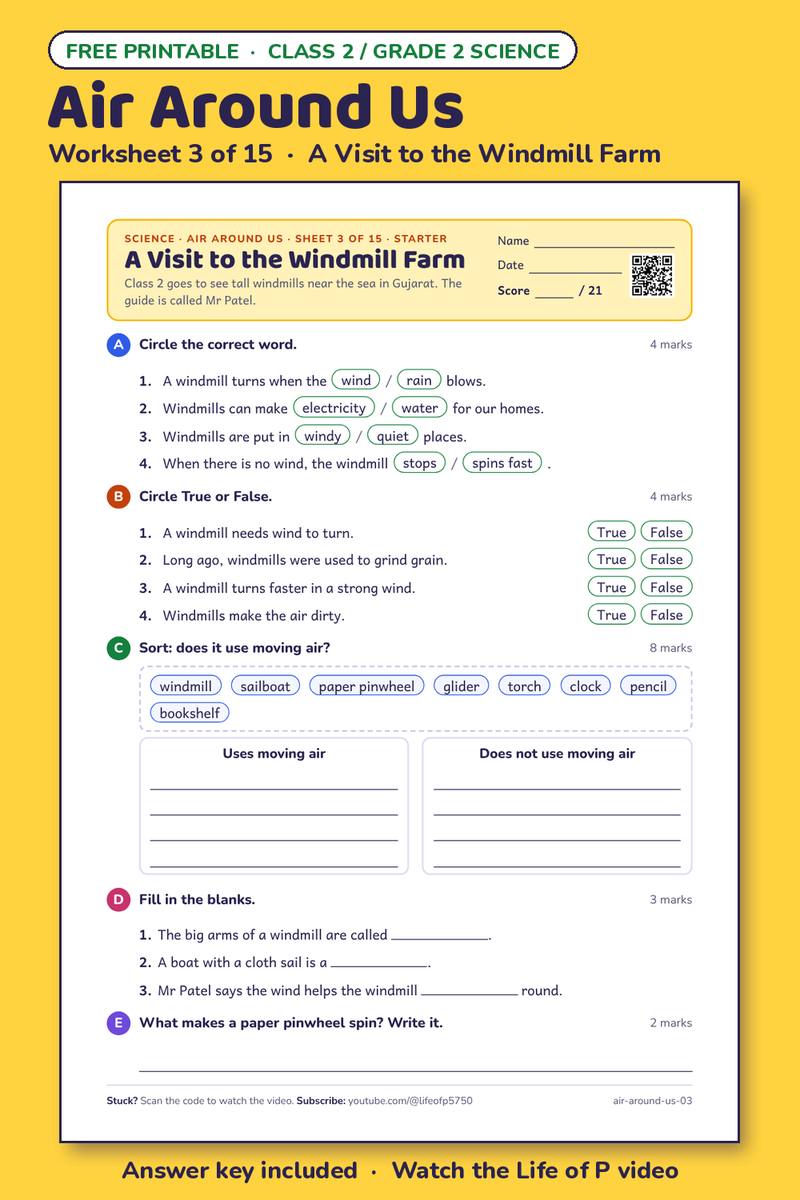 FREE PRINTABLE · CLASS 2 / GRADE 2 SCIENCE
Air Around Us
Worksheet 3 of 15 · A Visit to the Windmill Farm
SCIENCE · AIR AROUND US · SHEET 3 OF 15 · STARTER
A Visit to the Windmill Farm
Class 2 goes to see tall windmills near the sea in Gujarat. The
guide is called Mr Patel.
Name
Date
Score ______ / 21
A Circle the correct word. 4 marks
1. A windmill turns when the wind / rain blows.
2. Windmills can make electricity / water for our homes.
3. Windmills are put in windy / quiet places.
4. When there is no wind, the windmill stops / spins fast .
B Circle True or False. 4 marks
1. A windmill needs wind to turn. True False
2. Long ago, windmills were used to grind grain. True False
3. A windmill turns faster in a strong wind. True False
4. Windmills make the air dirty. True False
C Sort: does it use moving air? 8 marks
windmill sailboat paper pinwheel glider torch clock pencil
bookshelf
Uses moving air Does not use moving air
D Fill in the blanks. 3 marks
1. The big arms of a windmill are called ____________.
2. A boat with a cloth sail is a ____________.
3. Mr Patel says the wind helps the windmill ____________ round.
E What makes a paper pinwheel spin? Write it. 2 marks
Stuck? Scan the code to watch the video. Subscribe: youtube.com/@lifeofp5750 air-around-us-03
Answer key included · Watch the Life of P video